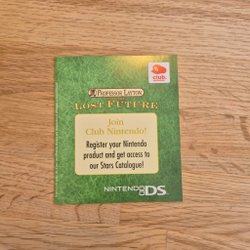 PROFESSOR LAYTON
LOST FUTURE
club
Join
Club Nintendo!
Register your Nintendo
product and get access to
our Stars Catalogue!
NINTENDO DS